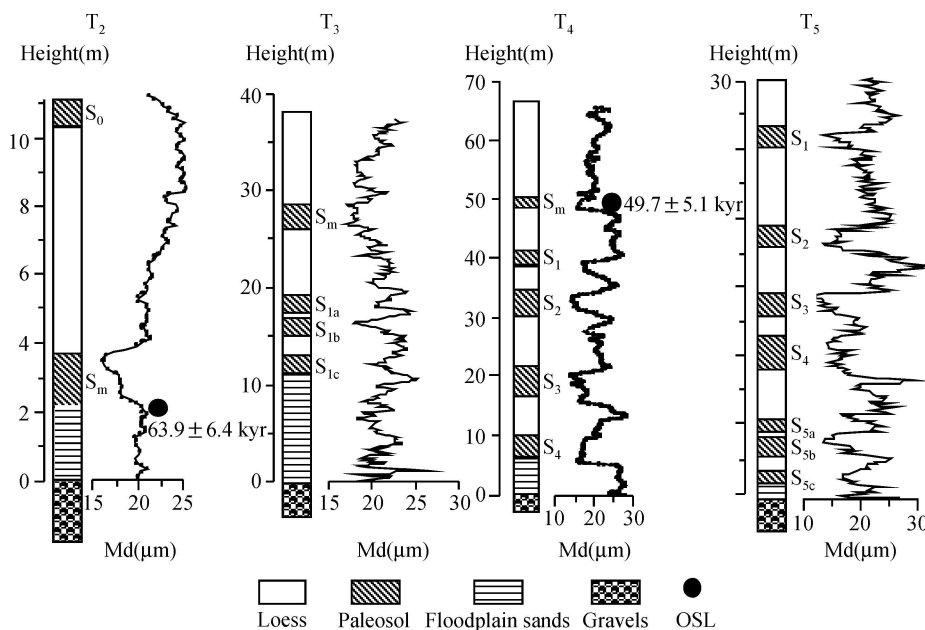 T2 T3 T4 T5
Height(m) Height(m) Height(m) Height(m)
10
8
6
4
2
0
S0
Sm
63.9 ± 6.4 kyr
15 20 25
Md(μm)
40
30
20
10
0
Sm
S1a
S1b
S1c
20 25 30
Md(μm)
70
60
50
40
30
20
10
0
Sm
S1
S2
S3
S4
49.7 ± 5.1 kyr
10 20 30
Md(μm)
30
S1
S2
S3
S4
S5a
S5b
S5c
10 20 30
Md(μm)
Loess Paleosol Floodplain sands Gravels OSL